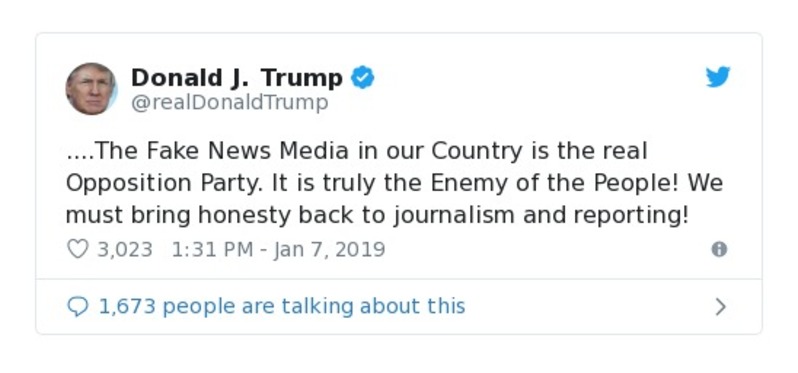 Donald J. Trump
@realDonaldTrump
....The Fake News Media in our Country is the real
Opposition Party. It is truly the Enemy of the People! We
must bring honesty back to journalism and reporting!
3,023 1:31 PM - Jan 7, 2019
1,673 people are talking about this